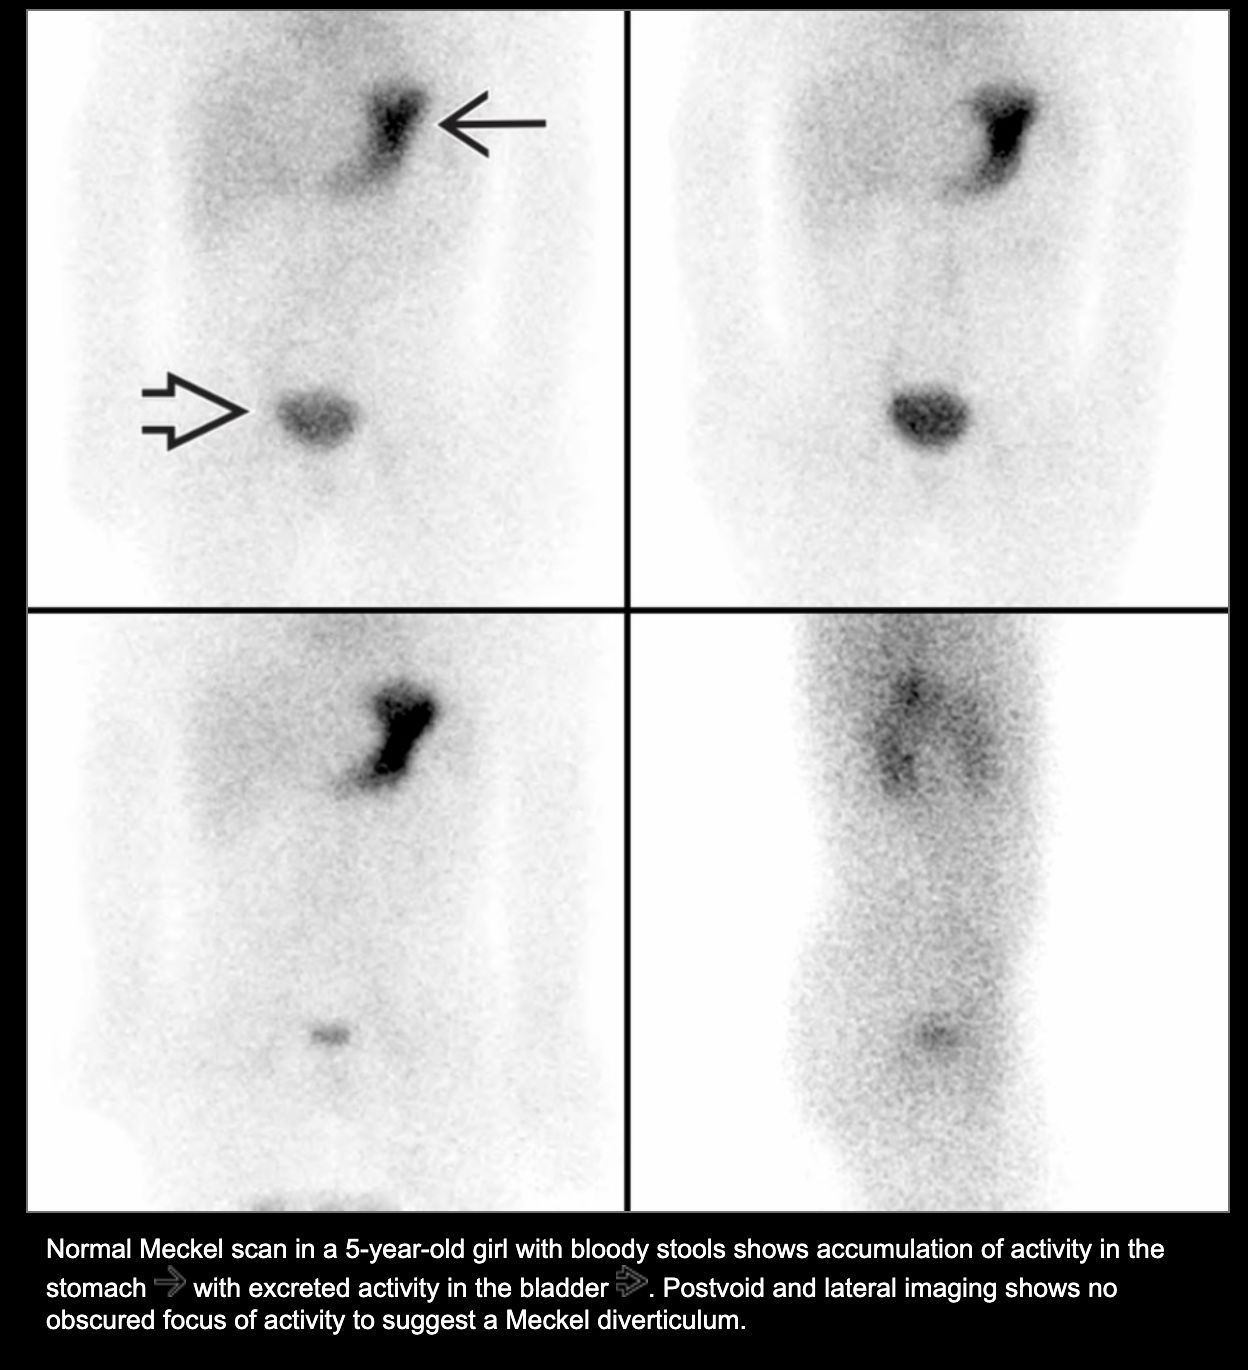 Normal Meckel scan in a 5-year-old girl with bloody stools shows accumulation of activity in the
stomach with excreted activity in the bladder . Postvoid and lateral imaging shows no
obscured focus of activity to suggest a Meckel diverticulum.